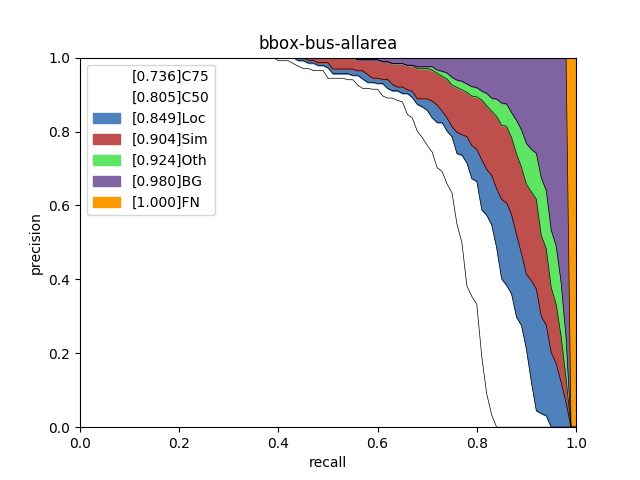 bbox-bus-allarea
1.0
0.8
0.6
0.4
0.2
0.0
precision
[0.736]C75
[0.805]C50
[0.849]Loc
[0.904]Sim
[0.924]Oth
[0.980]BG
[1.000]FN
0.0 0.2 0.4 0.6 0.8 1.0
recall